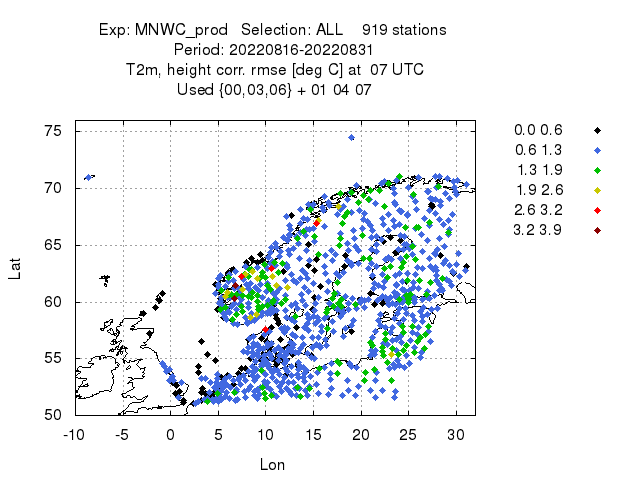 Exp: MNWC_prod Selection: ALL 919 stations
Period: 20220816-20220831
T2m, height corr. rmse [deg C] at 07 UTC
Used {00,03,06} + 01 04 07
0.0 0.6
0.6 1.3
1.3 1.9
1.9 2.6
2.6 3.2
3.2 3.9
Lat
75
70
65
60
55
50
-10 -5 0 5 10 15 20 25 30
Lon